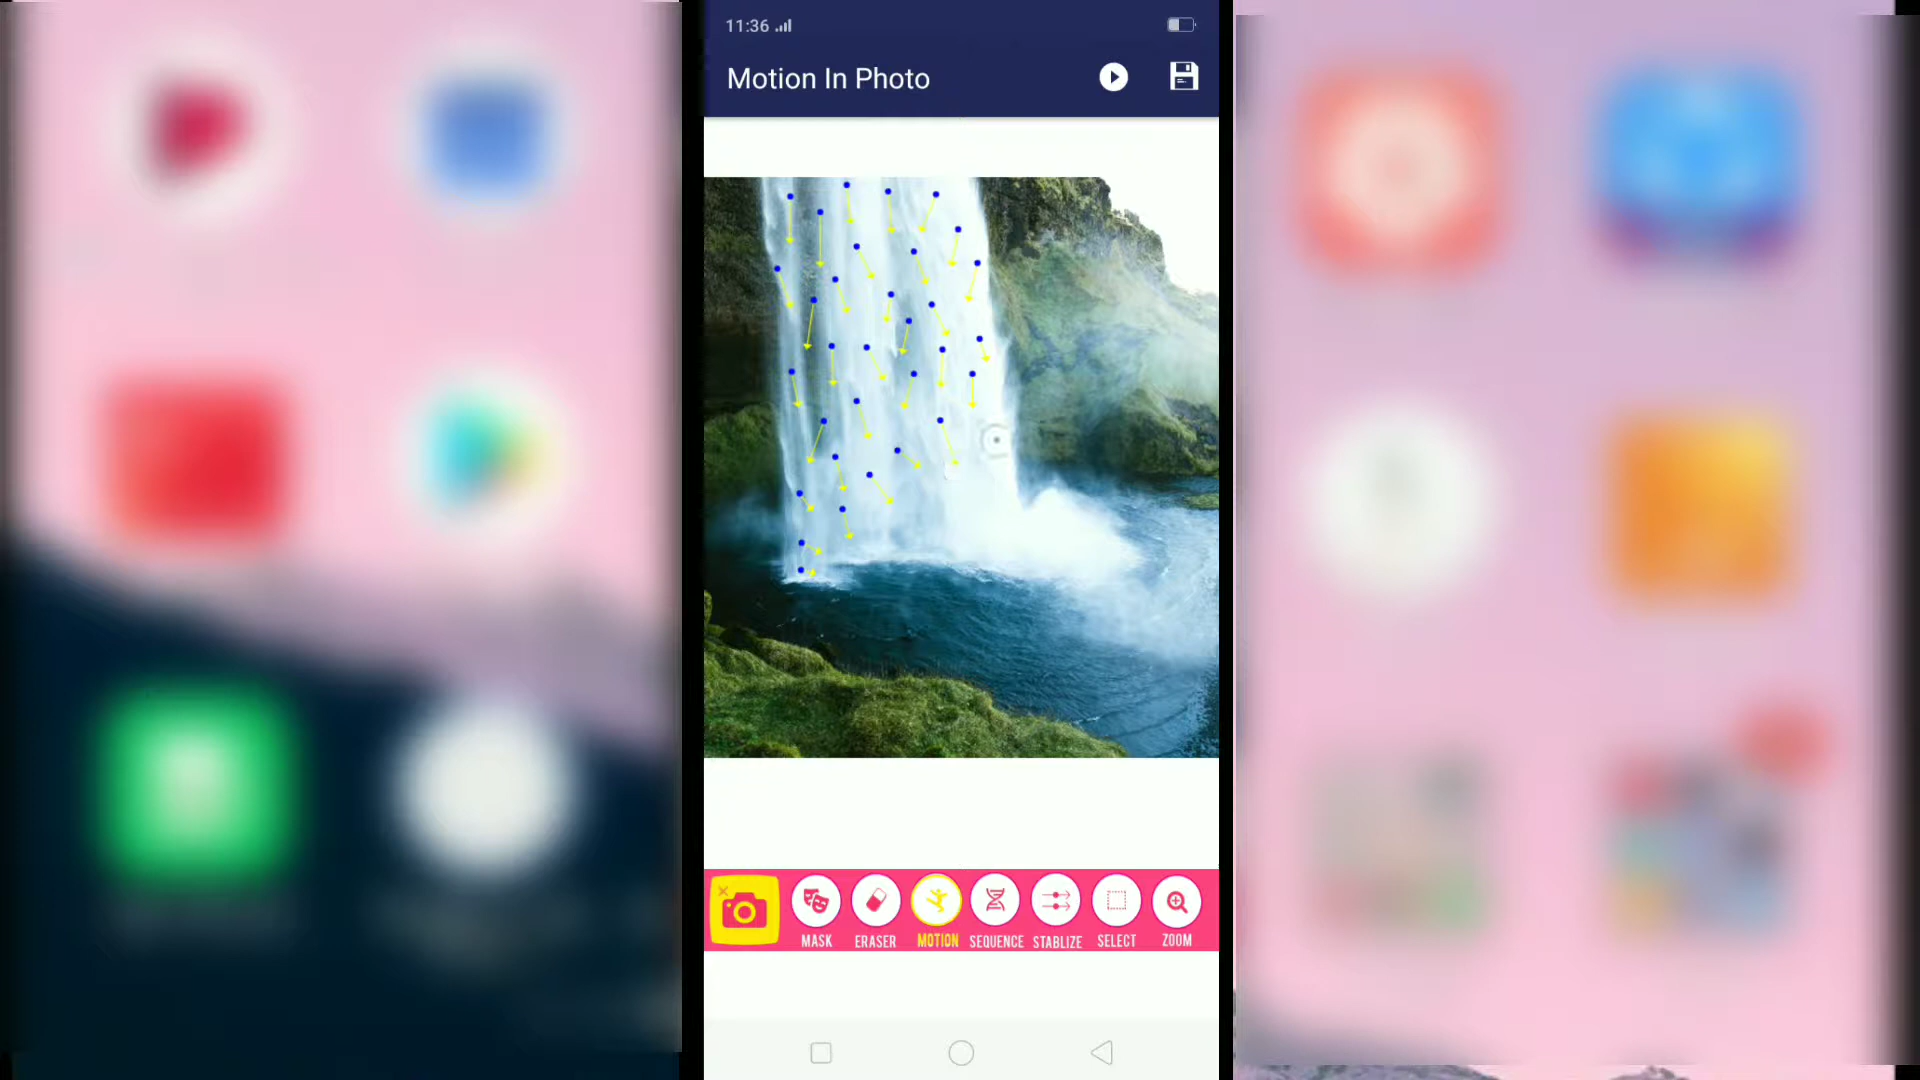 11:36
Motion In Photo
MASK
ERASER
MOTION
SEQUENCE
STABLIZE
SELECT
ZOOM